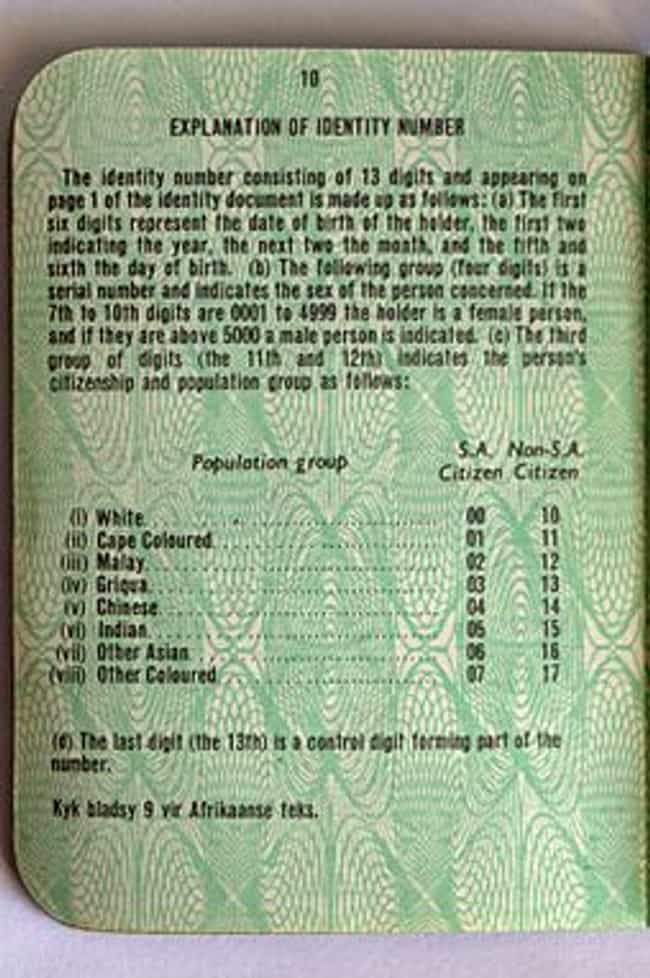 10
EXPLANATION OF IDENTITY NUMBER
The identity number consisting of 13 digits and appearing on
page 1 of the identity document is made up as follows: (a) The first
six digits represent the date of birth of the holder, the first two
indicating the year, the next two the month, and the fifth and
sixth the day of birth. (b) The following group (four digits) is a
serial number and indicates the sex of the person concerned. If the
7th to 10th digits are 0001 to 4999 the holder is a female person,
and if they are above 5000 a male person is indicated. (c) The third
group of digits (the 11th and 12th) indicates the person's
citizenship and population group as follows:
Population group S.A. Citizen Non-S.A. Citizen
(i) White 00 10
(ii) Cape Coloured 01 11
(iii) Malay 02 12
(iv) Griqua 03 13
(v) Chinese 04 14
(vi) Indian 05 15
(vii) Other Asian 06 16
(viii) Other Coloured 07 17
(d) The last digit (the 13th) is a control digit forming part of the
number.
Kyk bladsy 9 vir Afrikaanse teks.